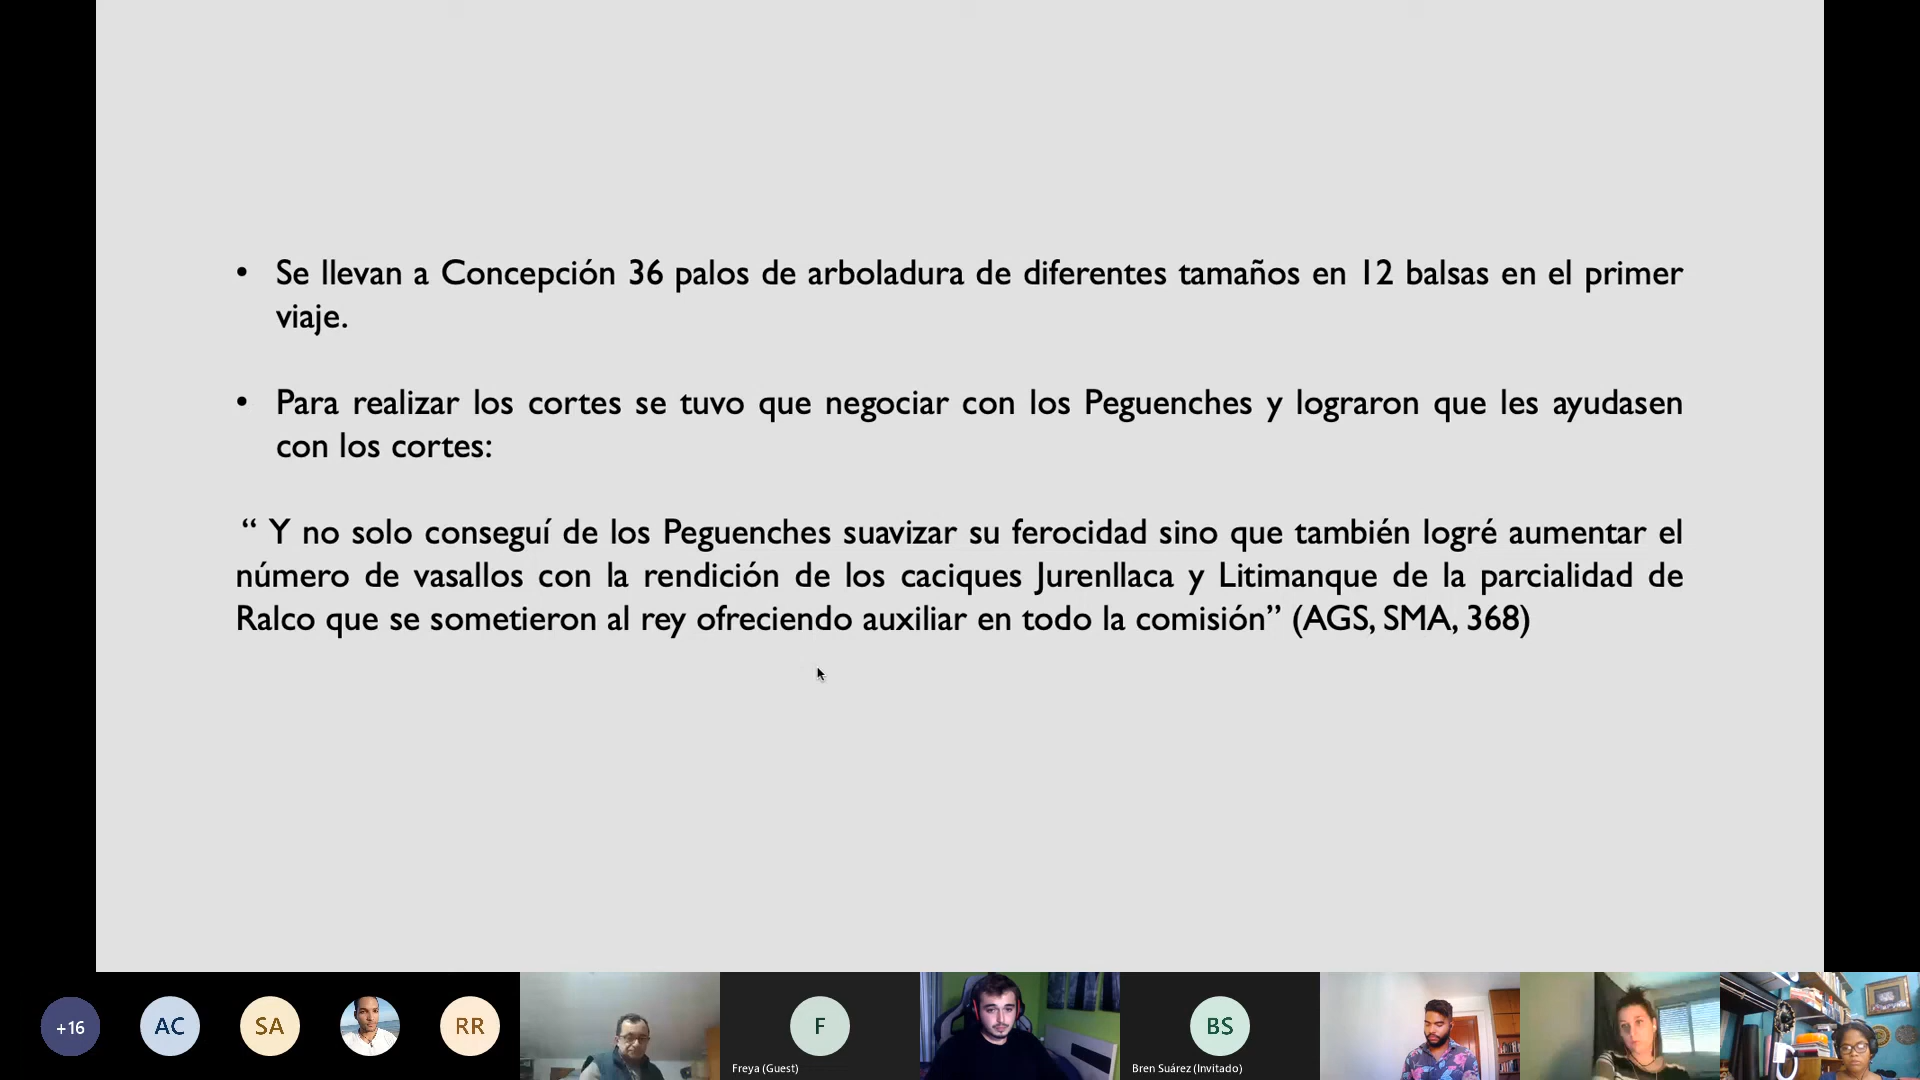 • Se llevan a Concepción 36 palos de arboladura de diferentes tamaños en 12 balsas en el primer
viaje.
• Para realizar los cortes se tuvo que negociar con los Peguenches y lograron que les ayudasen
con los cortes:
“ Y no solo conseguí de los Peguenches suavizar su ferocidad sino que también logré aumentar el
número de vasallos con la rendición de los caciques Jurenllaca y Litimanque de la parcialidad de
Ralco que se sometieron al rey ofreciendo auxiliar en todo la comisión” (AGS, SMA, 368)
+16
AC
SA
RR
F
Freya (Guest)
BS
Bren Suárez (Invitado)